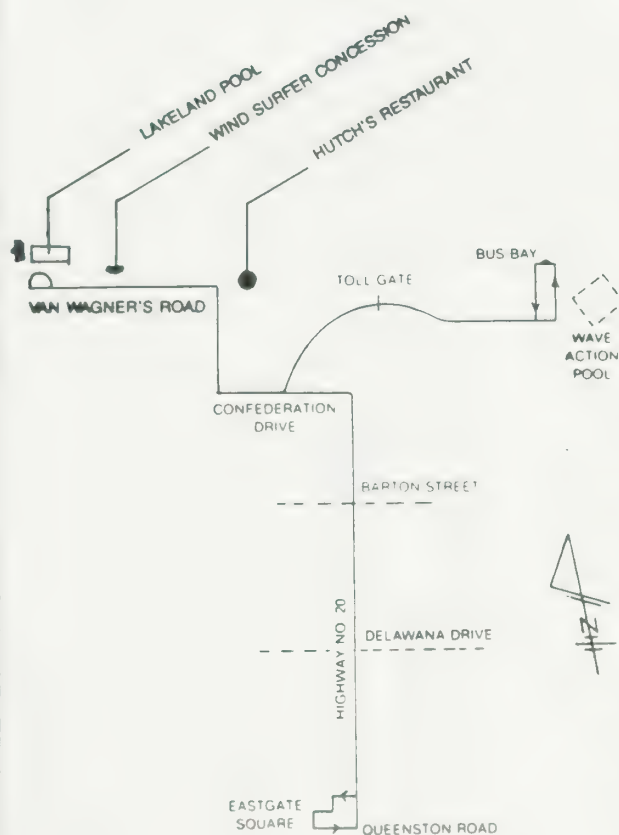 LAKELAND POOL
WIND SURFER CONCESSION
HUTCH'S RESTAURANT
BUS BAY
TOLL GATE
VAN WAGNER'S ROAD
WAVE
ACTION
POOL
CONFEDERATION
DRIVE
BARTON STREET
N
HIGHWAY NO. 20
DELAWANA DRIVE
EASTGATE
SQUARE
QUEENSTON ROAD